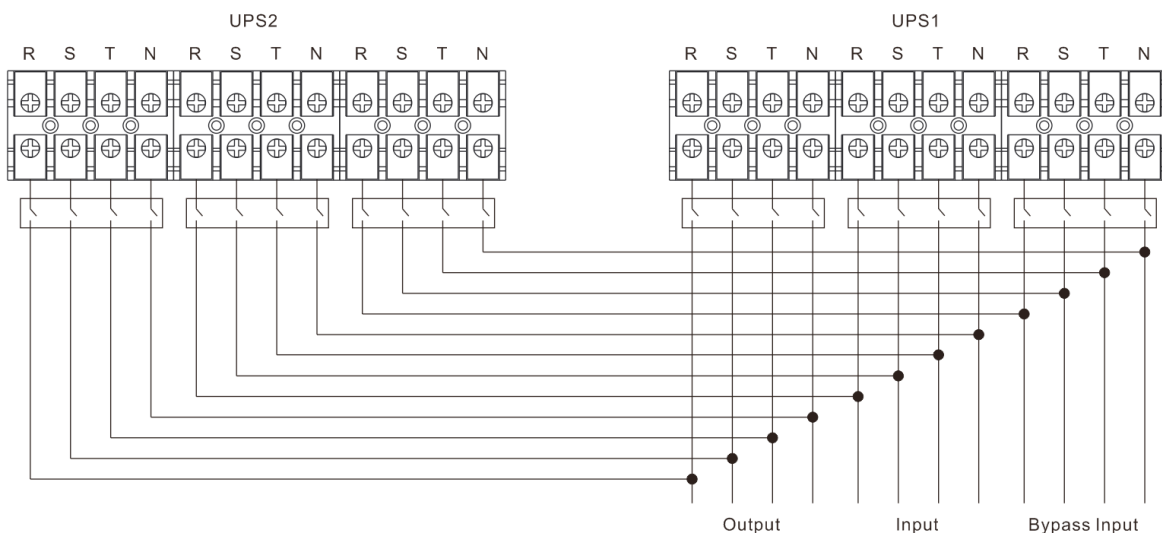 UPS2 UPS1
R S T N R S T N R S T N R S T N R S T N R S T N
Output Input Bypass Input